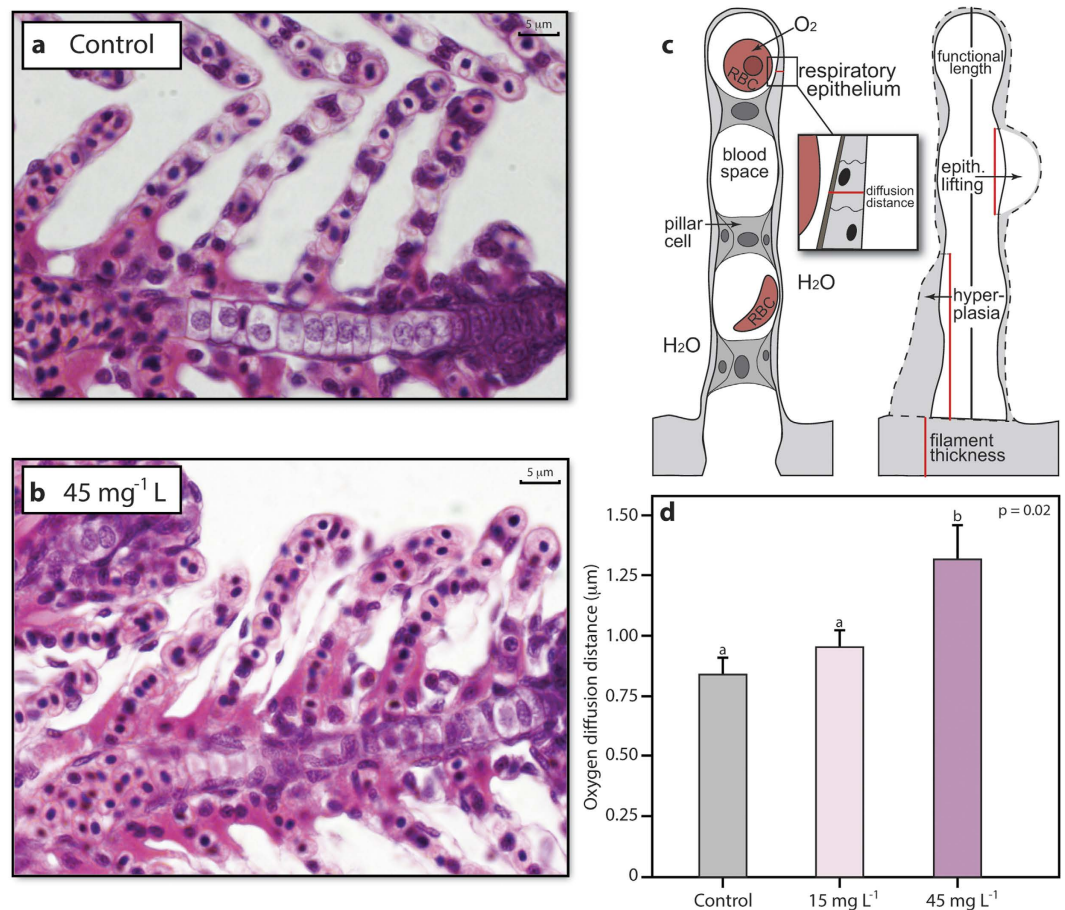 a Control
5 µm
b 45 mg⁻¹ L
5 µm
c
O₂
RBC
respiratory
epithelium
blood
space
diffusion
distance
pillar
cell
H₂O
RBC
H₂O
functional
length
epith.
lifting
hyper-
plasia
filament
thickness
d
p = 0.02
Oxygen diffusion distance (µm)
1.50
1.25
1.00
0.75
0.50
0.25
0
a
a
b
Control
15 mg L⁻¹
45 mg L⁻¹